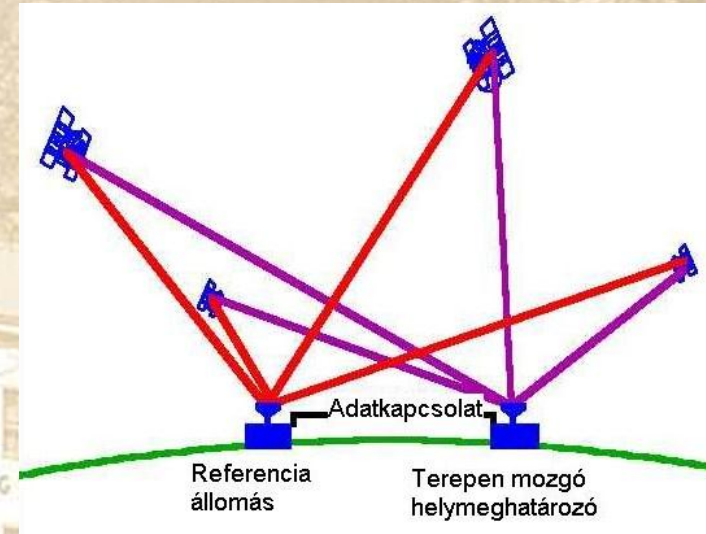 Adatkapcsolat
Referencia
állomás
Terepen mozgó
helymeghatározó